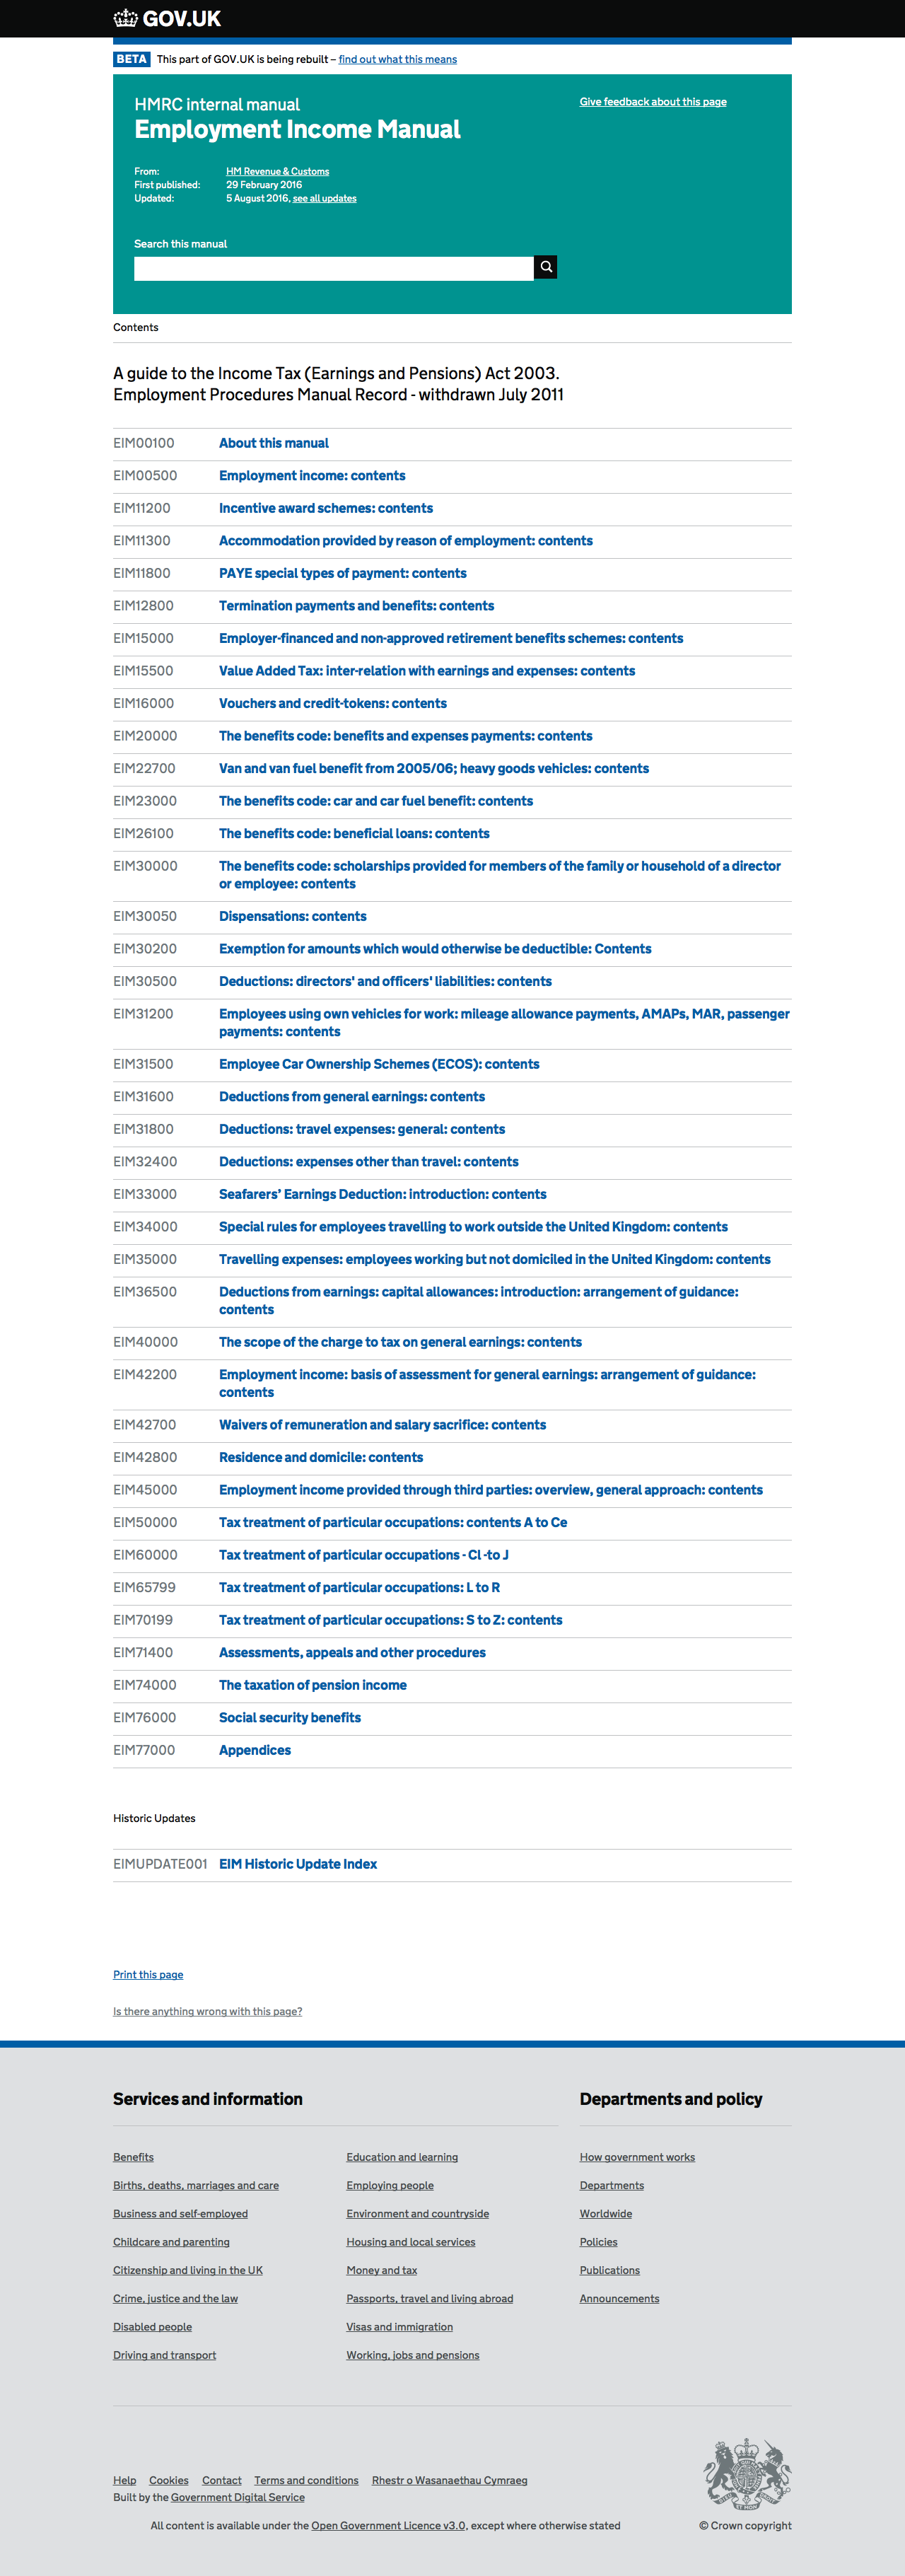 GOV.UK
BETA This part of GOV.UK is being rebuilt – find out what this means
HMRC internal manual
Employment Income Manual
Give feedback about this page
From: HM Revenue & Customs
First published: 29 February 2016
Updated: 5 August 2016, see all updates
Search this manual
Contents
A guide to the Income Tax (Earnings and Pensions) Act 2003.
Employment Procedures Manual Record - withdrawn July 2011
EIM00100 About this manual
EIM00500 Employment income: contents
EIM11200 Incentive award schemes: contents
EIM11300 Accommodation provided by reason of employment: contents
EIM11800 PAYE special types of payment: contents
EIM12800 Termination payments and benefits: contents
EIM15000 Employer-financed and non-approved retirement benefits schemes: contents
EIM15500 Value Added Tax: inter-relation with earnings and expenses: contents
EIM16000 Vouchers and credit-tokens: contents
EIM20000 The benefits code: benefits and expenses payments: contents
EIM22700 Van and van fuel benefit from 2005/06; heavy goods vehicles: contents
EIM23000 The benefits code: car and car fuel benefit: contents
EIM26100 The benefits code: beneficial loans: contents
EIM30000 The benefits code: scholarships provided for members of the family or household of a director
or employee: contents
EIM30050 Dispensations: contents
EIM30200 Exemption for amounts which would otherwise be deductible: Contents
EIM30500 Deductions: directors' and officers' liabilities: contents
EIM31200 Employees using own vehicles for work: mileage allowance payments, AMAPs, MAR, passenger
payments: contents
EIM31500 Employee Car Ownership Schemes (ECOS): contents
EIM31600 Deductions from general earnings: contents
EIM31800 Deductions: travel expenses: general: contents
EIM32400 Deductions: expenses other than travel: contents
EIM33000 Seafarers’ Earnings Deduction: introduction: contents
EIM34000 Special rules for employees travelling to work outside the United Kingdom: contents
EIM35000 Travelling expenses: employees working but not domiciled in the United Kingdom: contents
EIM36500 Deductions from earnings: capital allowances: introduction: arrangement of guidance:
contents
EIM40000 The scope of the charge to tax on general earnings: contents
EIM42200 Employment income: basis of assessment for general earnings: arrangement of guidance:
contents
EIM42700 Waivers of remuneration and salary sacrifice: contents
EIM42800 Residence and domicile: contents
EIM45000 Employment income provided through third parties: overview, general approach: contents
EIM50000 Tax treatment of particular occupations: contents A to Ce
EIM60000 Tax treatment of particular occupations - Cl -to J
EIM65799 Tax treatment of particular occupations: L to R
EIM70199 Tax treatment of particular occupations: S to Z: contents
EIM71400 Assessments, appeals and other procedures
EIM74000 The taxation of pension income
EIM76000 Social security benefits
EIM77000 Appendices
Historic Updates
EIMUPDATE001 EIM Historic Update Index
Print this page
Is there anything wrong with this page?
Services and information
Benefits
Births, deaths, marriages and care
Business and self-employed
Childcare and parenting
Citizenship and living in the UK
Crime, justice and the law
Disabled people
Driving and transport
Education and learning
Employing people
Environment and countryside
Housing and local services
Money and tax
Passports, travel and living abroad
Visas and immigration
Working, jobs and pensions
Departments and policy
How government works
Departments
Worldwide
Policies
Publications
Announcements
Help Cookies Contact Terms and conditions Rhestr o Wasanaethau Cymraeg
Built by the Government Digital Service
All content is available under the Open Government Licence v3.0, except where otherwise stated
© Crown copyright